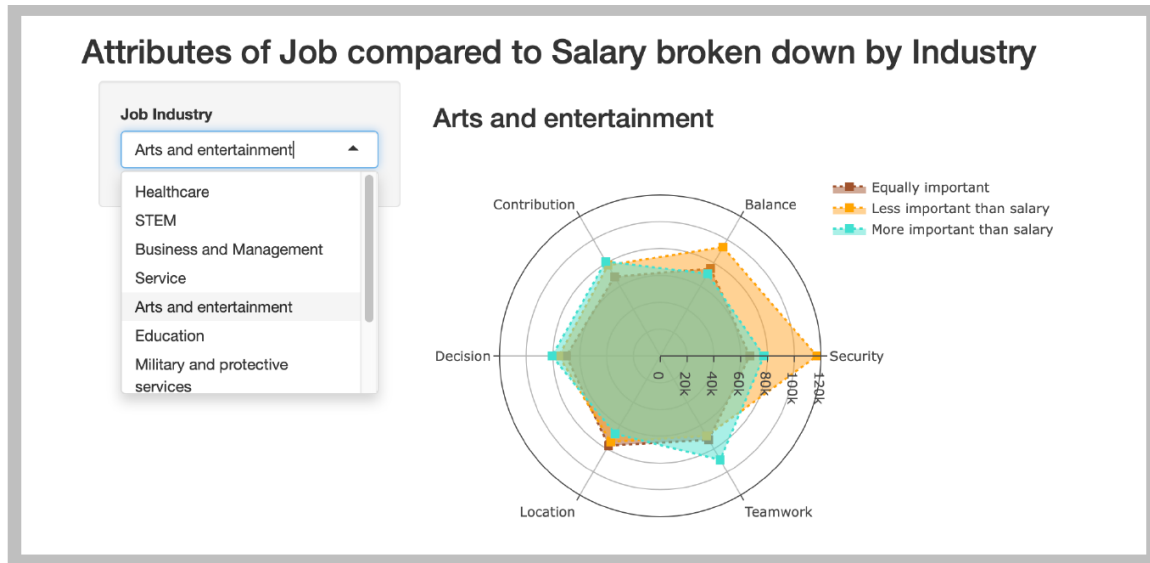 Attributes of Job compared to Salary broken down by Industry
Job Industry
Arts and entertainment
Healthcare
STEM
Business and Management
Service
Arts and entertainment
Education
Military and protective
services
Arts and entertainment
Equally important
Less important than salary
More important than salary
Contribution
Balance
Decision
Security
0
20k
40k
60k
80k
100k
120k
Location
Teamwork